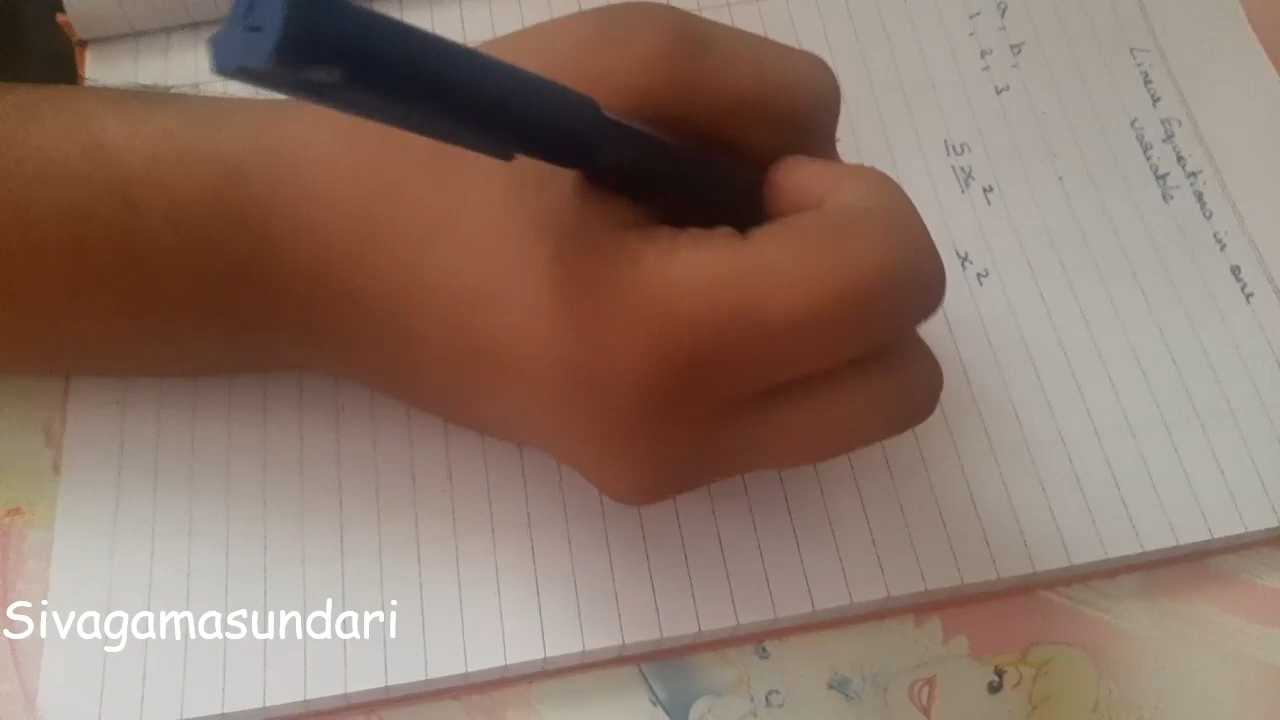 Linear Equations in one
variable
a, b,
1, 2, 3
5x² x²
Sivagamasundari